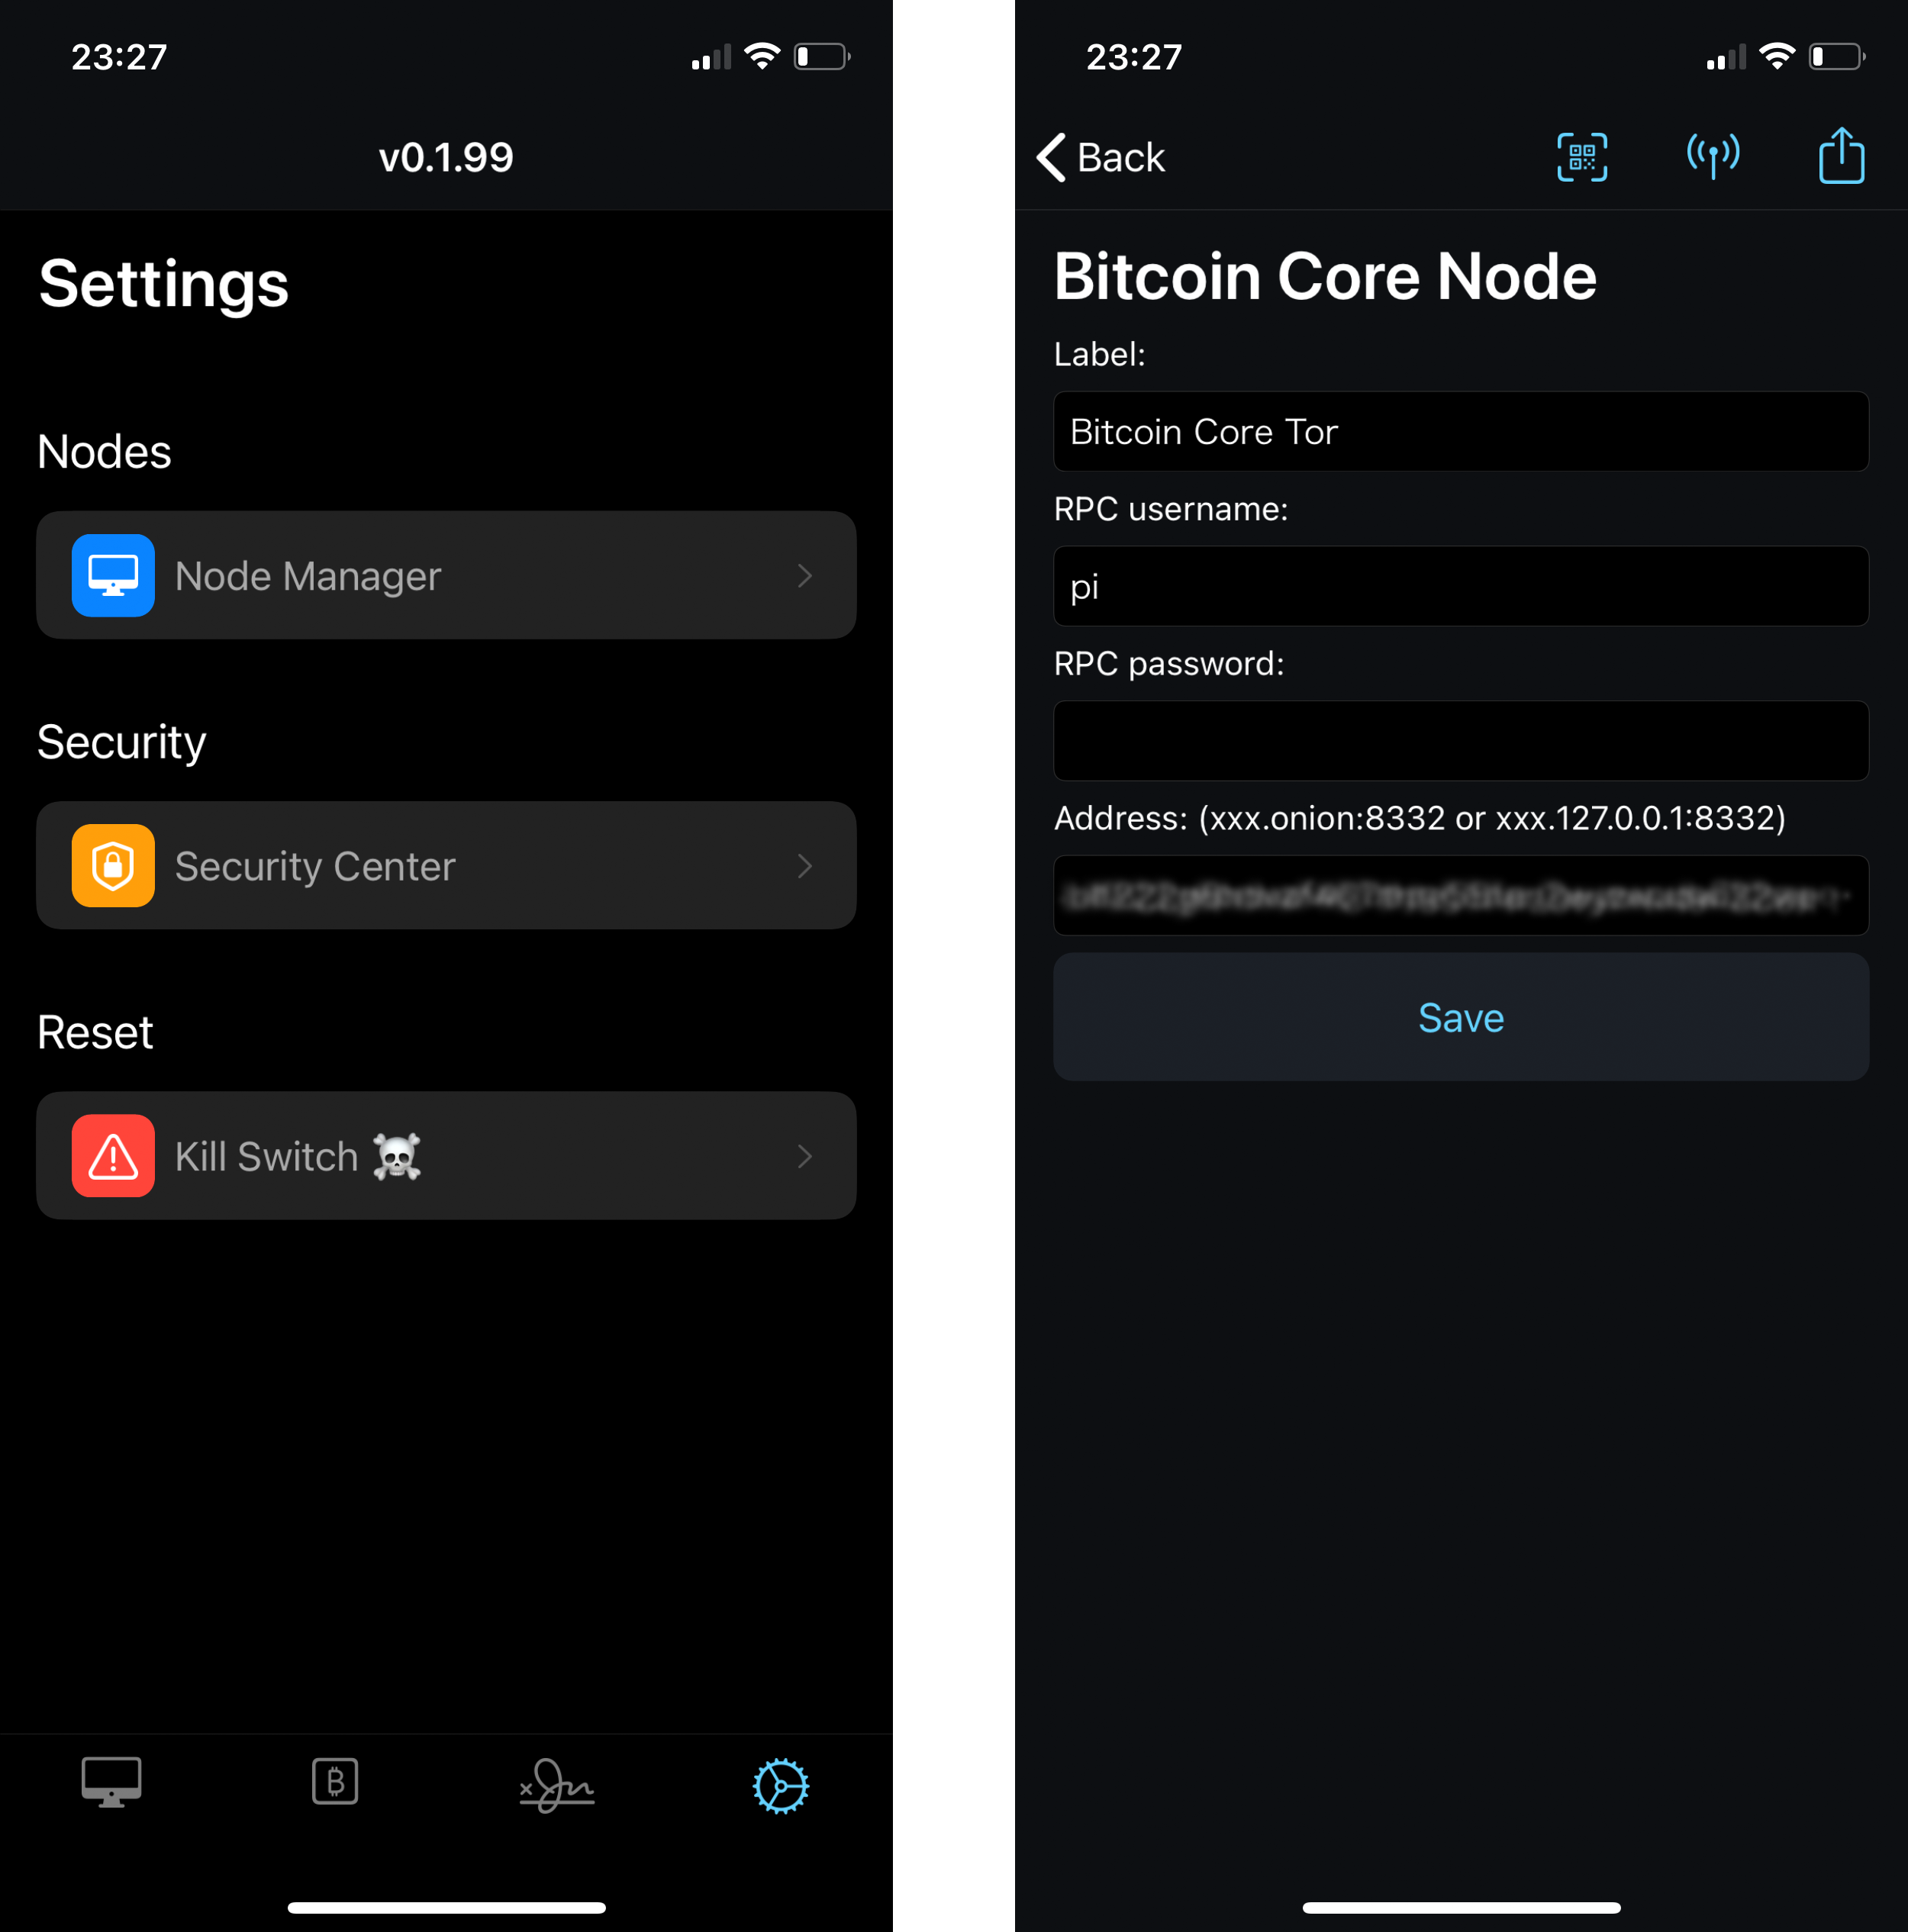 23:27
v0.1.99
Settings
Nodes
Node Manager
Security
Security Center
Reset
Kill Switch ☠️
23:27
Back
Bitcoin Core Node
Label:
Bitcoin Core Tor
RPC username:
pi
RPC password:
Address: (xxx.onion:8332 or xxx.127.0.0.1:8332)
Save